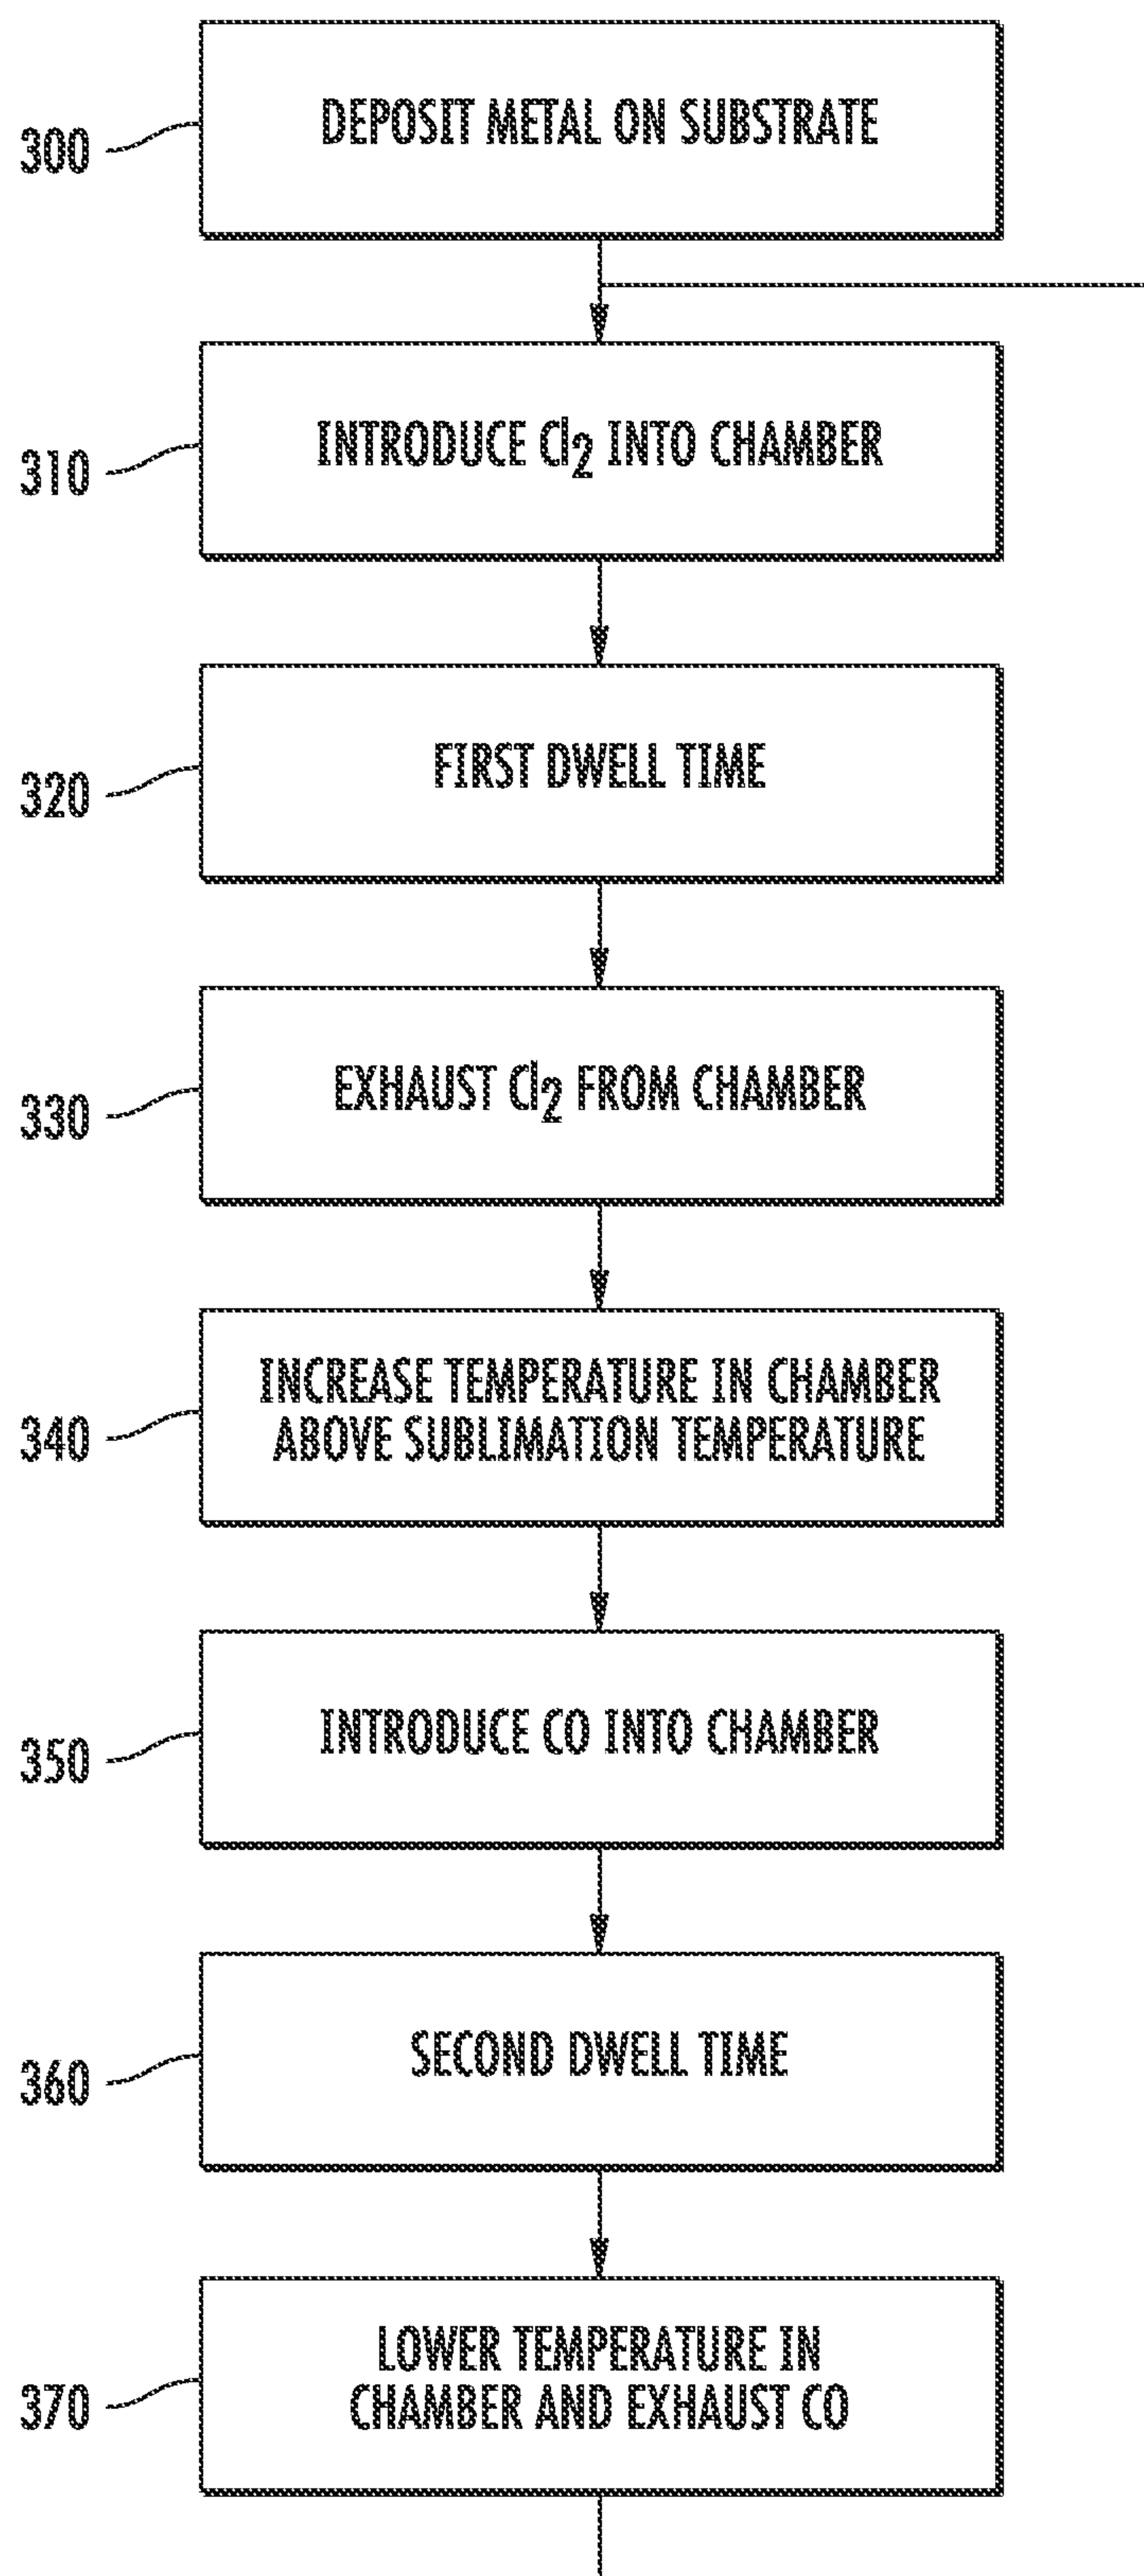 DEPOSIT METAL ON SUBSTRATE
300
INTRODUCE Cl2 INTO CHAMBER
310
FIRST DWELL TIME
320
EXHAUST Cl2 FROM CHAMBER
330
INCREASE TEMPERATURE IN CHAMBER
ABOVE SUBLIMATION TEMPERATURE
340
INTRODUCE CO INTO CHAMBER
350
SECOND DWELL TIME
360
LOWER TEMPERATURE IN
CHAMBER AND EXHAUST CO
370